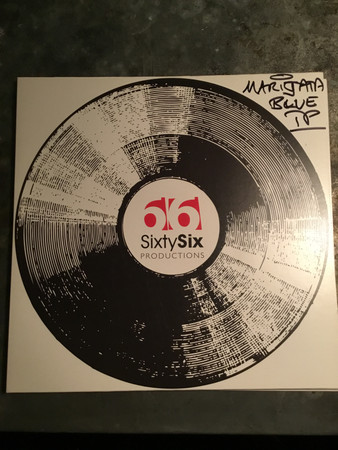 MARIJATA
BLUE
TP
66
SixtySix
PRODUCTIONS